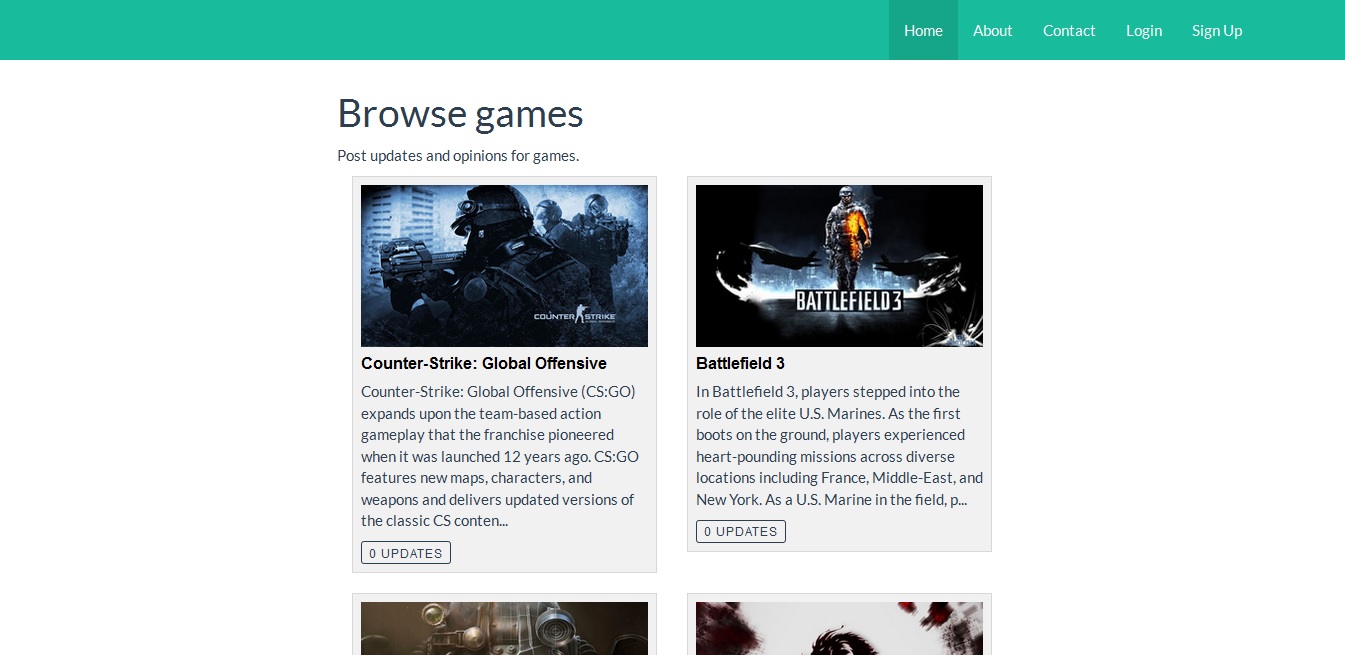 Home About Contact Login Sign Up
Browse games
Post updates and opinions for games.
COUNTER STRIKE
Counter-Strike: Global Offensive
Counter-Strike: Global Offensive (CS:GO)
expands upon the team-based action
gameplay that the franchise pioneered
when it was launched 12 years ago. CS:GO
features new maps, characters, and
weapons and delivers updated versions of
the classic CS conten...
0 UPDATES
BATTLEFIELD 3
Battlefield 3
In Battlefield 3, players stepped into the
role of the elite U.S. Marines. As the first
boots on the ground, players experienced
heart-pounding missions across diverse
locations including France, Middle-East, and
New York. As a U.S. Marine in the field, p...
0 UPDATES